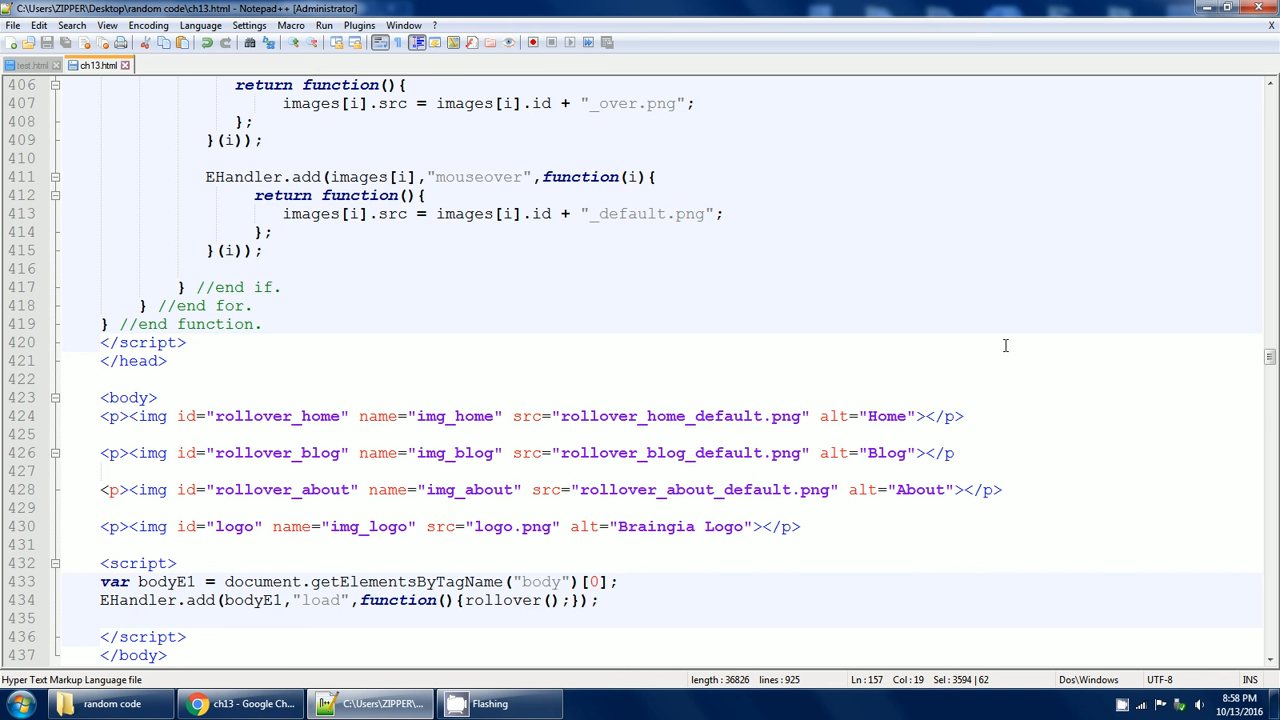 C:\Users\ZIPPER\Desktop\random code\ch13.html - Notepad++ [Administrator]
File Edit Search View Encoding Language Settings Macro Run Plugins Window ? X
test.html ch13.html
406 return function(){
407 images[i].src = images[i].id + "_over.png";
408 };
409 }(i));
410
411 EHandler.add(images[i],"mouseover",function(i){
412 return function(){
413 images[i].src = images[i].id + "_default.png";
414 };
415 }(i));
416
417 } //end if.
418 } //end for.
419 } //end function.
420 </script>
421 </head>
422
423 <body>
424 <p><img id="rollover_home" name="img_home" src="rollover_home_default.png" alt="Home"></p>
425
426 <p><img id="rollover_blog" name="img_blog" src="rollover_blog_default.png" alt="Blog"></p
427
428 <p><img id="rollover_about" name="img_about" src="rollover_about_default.png" alt="About"></p>
429
430 <p><img id="logo" name="img_logo" src="logo.png" alt="Braingia Logo"></p>
431
432 <script>
433 var bodyE1 = document.getElementsByTagName("body")[0];
434 EHandler.add(bodyE1,"load",function(){rollover();});
435
436 </script>
437 </body>
Hyper Text Markup Language file length : 36826 lines : 925 Ln : 157 Col : 19 Sel : 3594 | 62 Dos\Windows UTF-8 INS
random code ch13 - Google Ch... C:\Users\ZIPPER\... Flashing 8:58 PM
10/13/2016